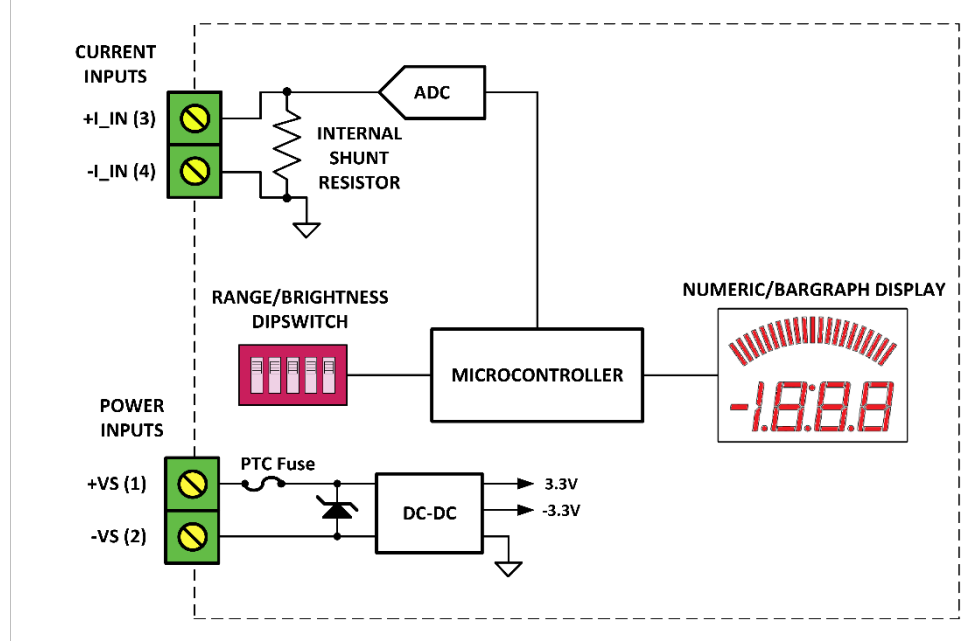 CURRENT
INPUTS
+I_IN (3)
-I_IN (4)
ADC
INTERNAL
SHUNT
RESISTOR
RANGE/BRIGHTNESS
DIPSWITCH
MICROCONTROLLER
NUMERIC/BARGRAPH DISPLAY
-1.8:8.8
POWER
INPUTS
+VS (1)
-VS (2)
PTC Fuse
DC-DC
3.3V
-3.3V